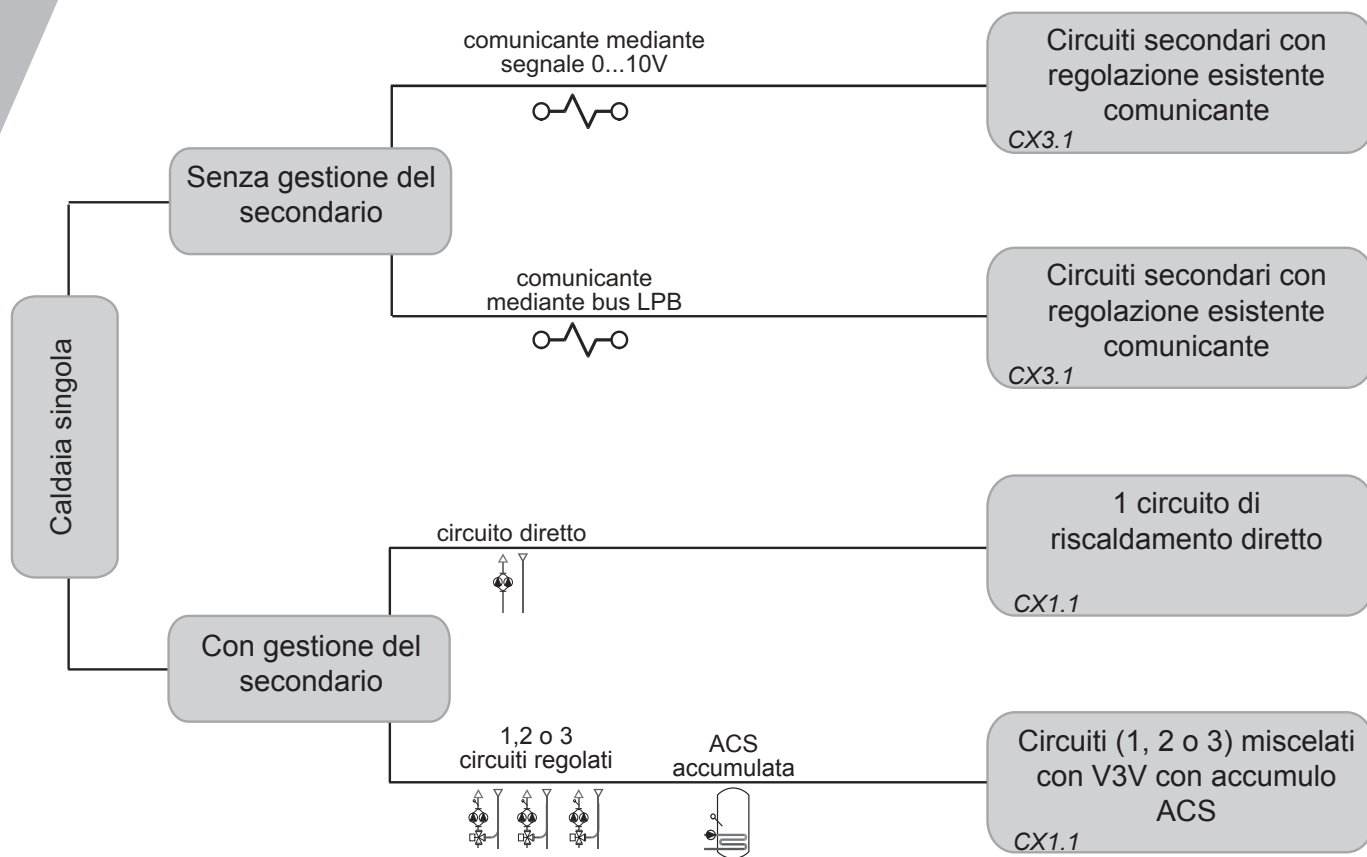 comunicante mediante
segnale 0...10V
Circuiti secondari con
regolazione esistente
comunicante
CX3.1
Senza gestione del
secondario
comunicante
mediante bus LPB
Circuiti secondari con
regolazione esistente
comunicante
CX3.1
Caldaia singola
circuito diretto
1 circuito di
riscaldamento diretto
CX1.1
Con gestione del
secondario
1,2 o 3
circuiti regolati
ACS
accumulata
Circuiti (1, 2 o 3) miscelati
con V3V con accumulo
ACS
CX1.1